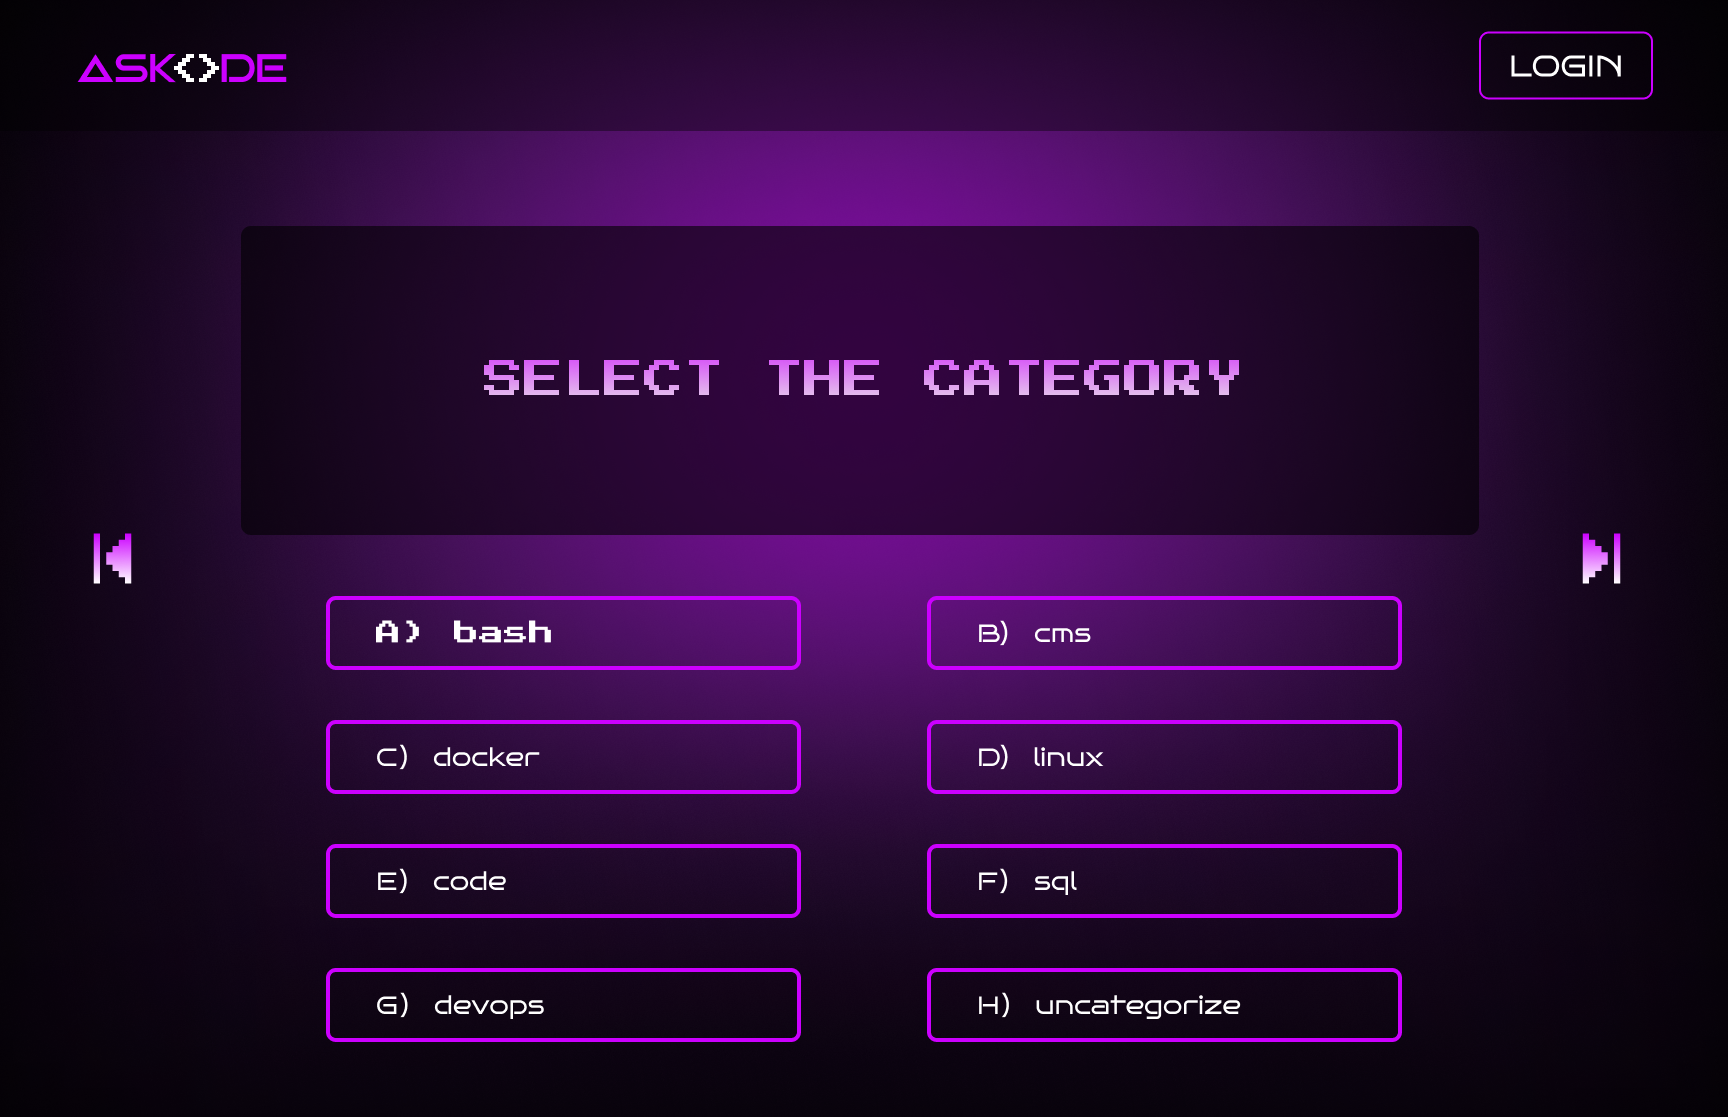 ASK<>DE
LOGIN
SELECT THE CATEGORY
A) bash
B) cms
C) docker
D) linux
E) code
F) sql
G) devops
H) uncategorize